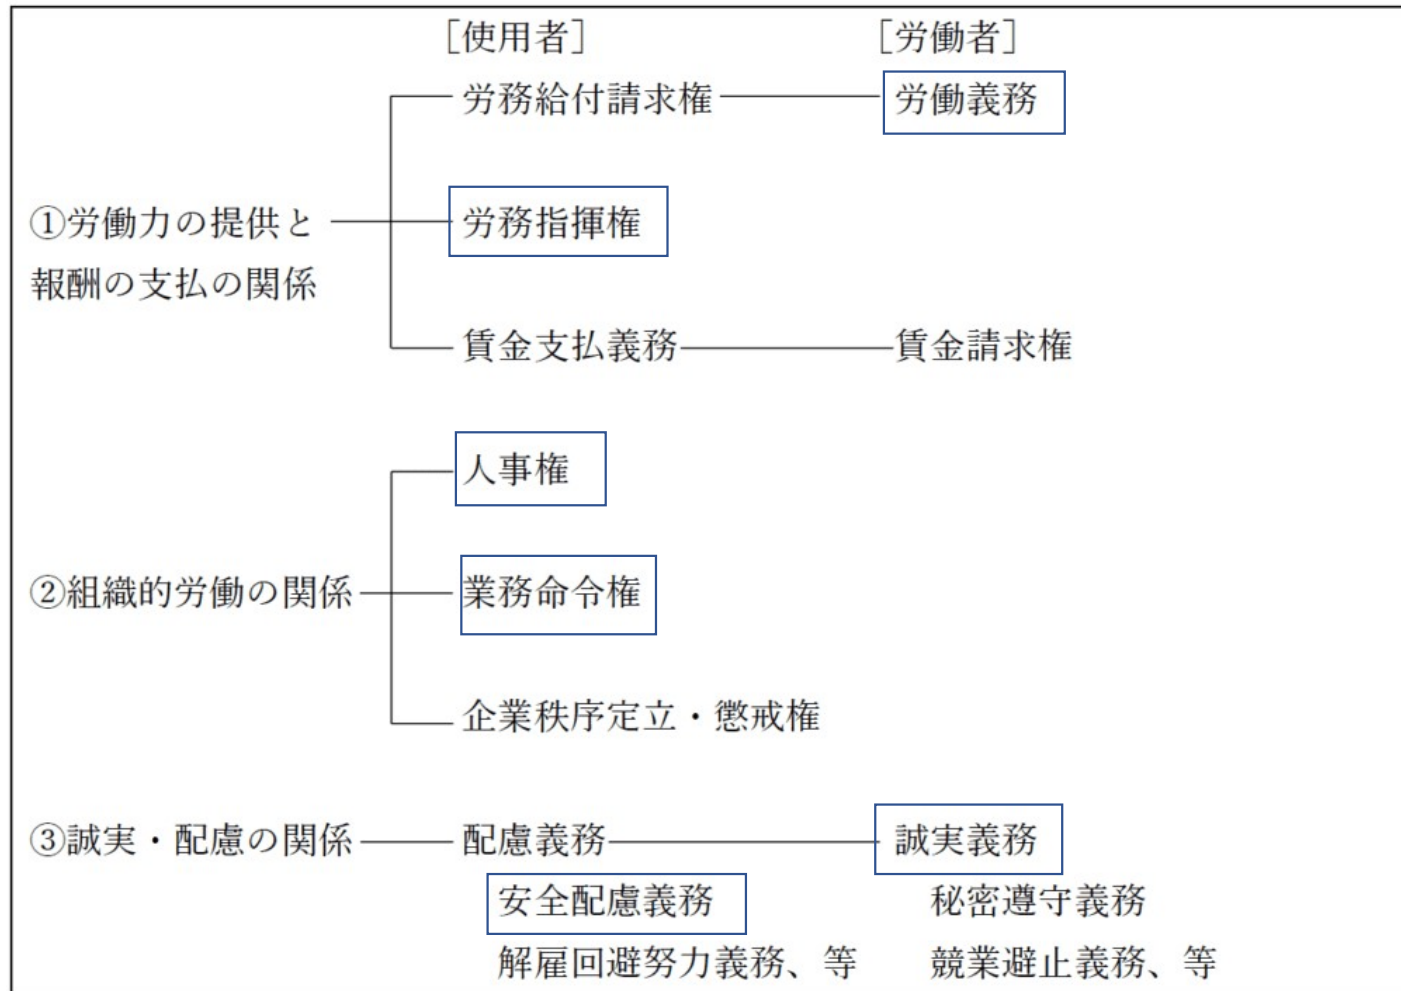 ［使用者］ ［労働者］
労務給付請求権 労働義務
①労働力の提供と 労務指揮権
報酬の支払の関係
賃金支払義務 賃金請求権
人事権
②組織的労働の関係 業務命令権
企業秩序定立・懲戒権
③誠実・配慮の関係 配慮義務 誠実義務
安全配慮義務 秘密遵守義務
解雇回避努力義務、等 競業避止義務、等